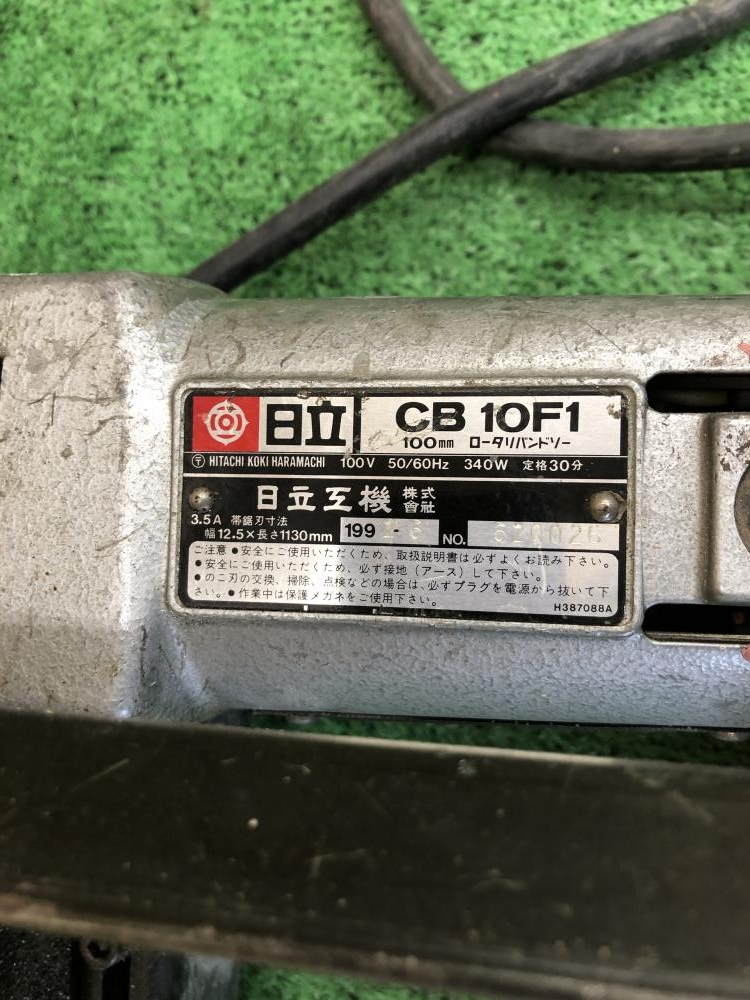 日立 CB 10F1
100mm ロータリバンドソー
〒 HITACHI KOKI HARAMACHI 100V 50/60Hz 340W 定格30分
日立工機 株式會社
3.5A 帯鋸刃寸法
幅12.5×長さ1130mm 199 - 6 NO.
ご注意 ●安全にご使用いただくため、取扱説明書は必ずよくお読み下さい。
●安全にご使用いただくため、必ず接地(アース)して下さい。
●のこ刃の交換、掃除、点検などの場合は、必ずプラグを電源から抜いて下
さい。●作業中は保護メガネをご使用下さい。
H387088A